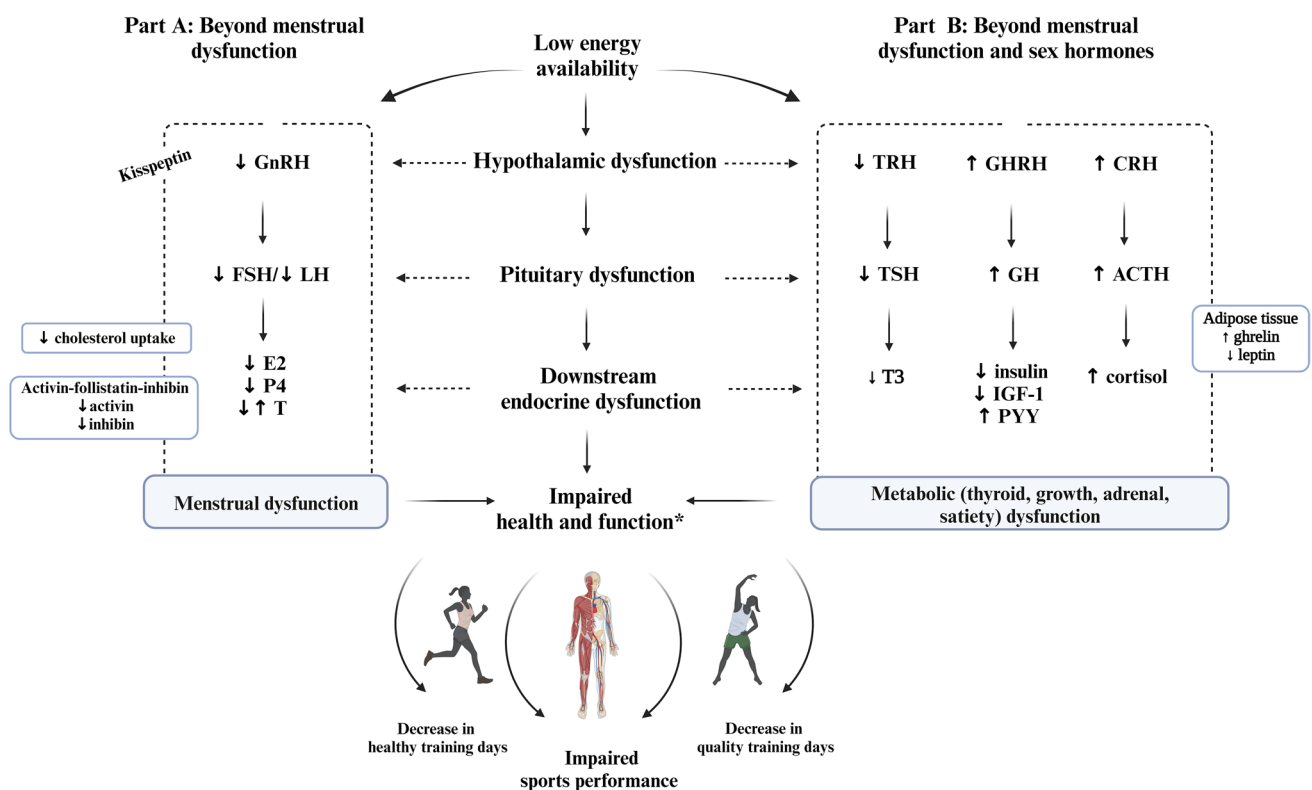 Part A: Beyond menstrual
dysfunction
Low energy
availability
Part B: Beyond menstrual
dysfunction and sex hormones
Kisspeptin
↓ GnRH
Hypothalamic dysfunction
↓ TRH
↑ GHRH
↑ CRH
↓ FSH/↓ LH
Pituitary dysfunction
↓ TSH
↑ GH
↑ ACTH
↓ cholesterol uptake
Activin-follistatin-inhibin
↓ activin
↓ inhibin
↓ E2
↓ P4
↓↑ T
Downstream
endocrine dysfunction
↓ T3
↓ insulin
↓ IGF-1
↑ PYY
↑ cortisol
Adipose tissue
↑ ghrelin
↓ leptin
Menstrual dysfunction
Impaired
health and function*
Metabolic (thyroid, growth, adrenal,
satiety) dysfunction
Decrease in
healthy training days
Impaired
sports performance
Decrease in
quality training days